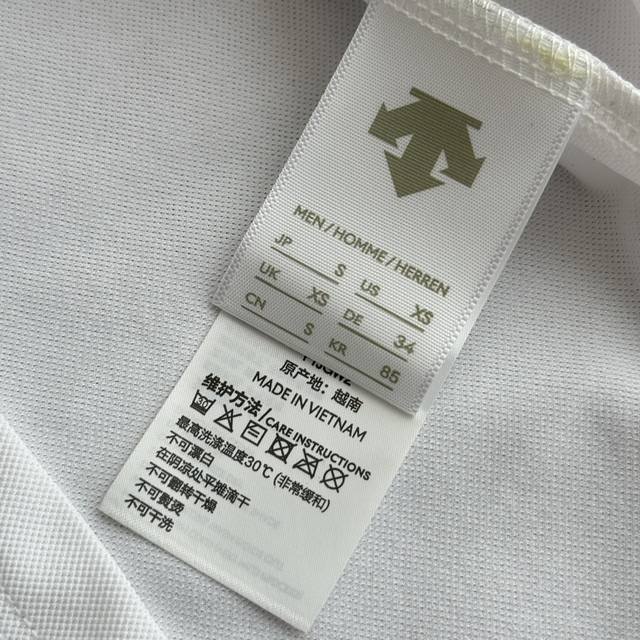 MEN/HOMME/HERREN
JP S US XS
UK XS DE 34
CN S KR 85
原产地: 越南
MADE IN VIETNAM
维护方法/CARE INSTRUCTIONS
最高洗涤温度30℃(非常缓和)
不可漂白
在阴凉处平摊滴干
不可翻转干燥
不可熨烫
不可干洗